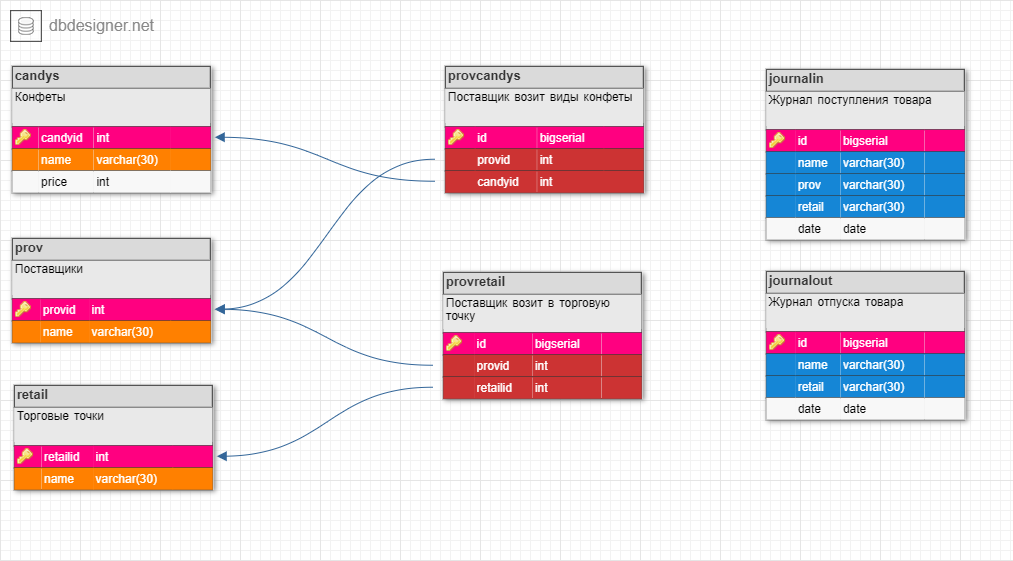 dbdesigner.net
candys
Конфеты
candyid int
name varchar(30)
price int
prov
Поставщики
provid int
name varchar(30)
retail
Торговые точки
retailid int
name varchar(30)
provcandys
Поставщик возит виды конфеты
id bigserial
provid int
candyid int
provretail
Поставщик возит в торговую
точку
id bigserial
provid int
retailid int
journalin
Журнал поступления товара
id bigserial
name varchar(30)
prov varchar(30)
retail varchar(30)
date date
journalout
Журнал отпуска товара
id bigserial
name varchar(30)
retail varchar(30)
date date